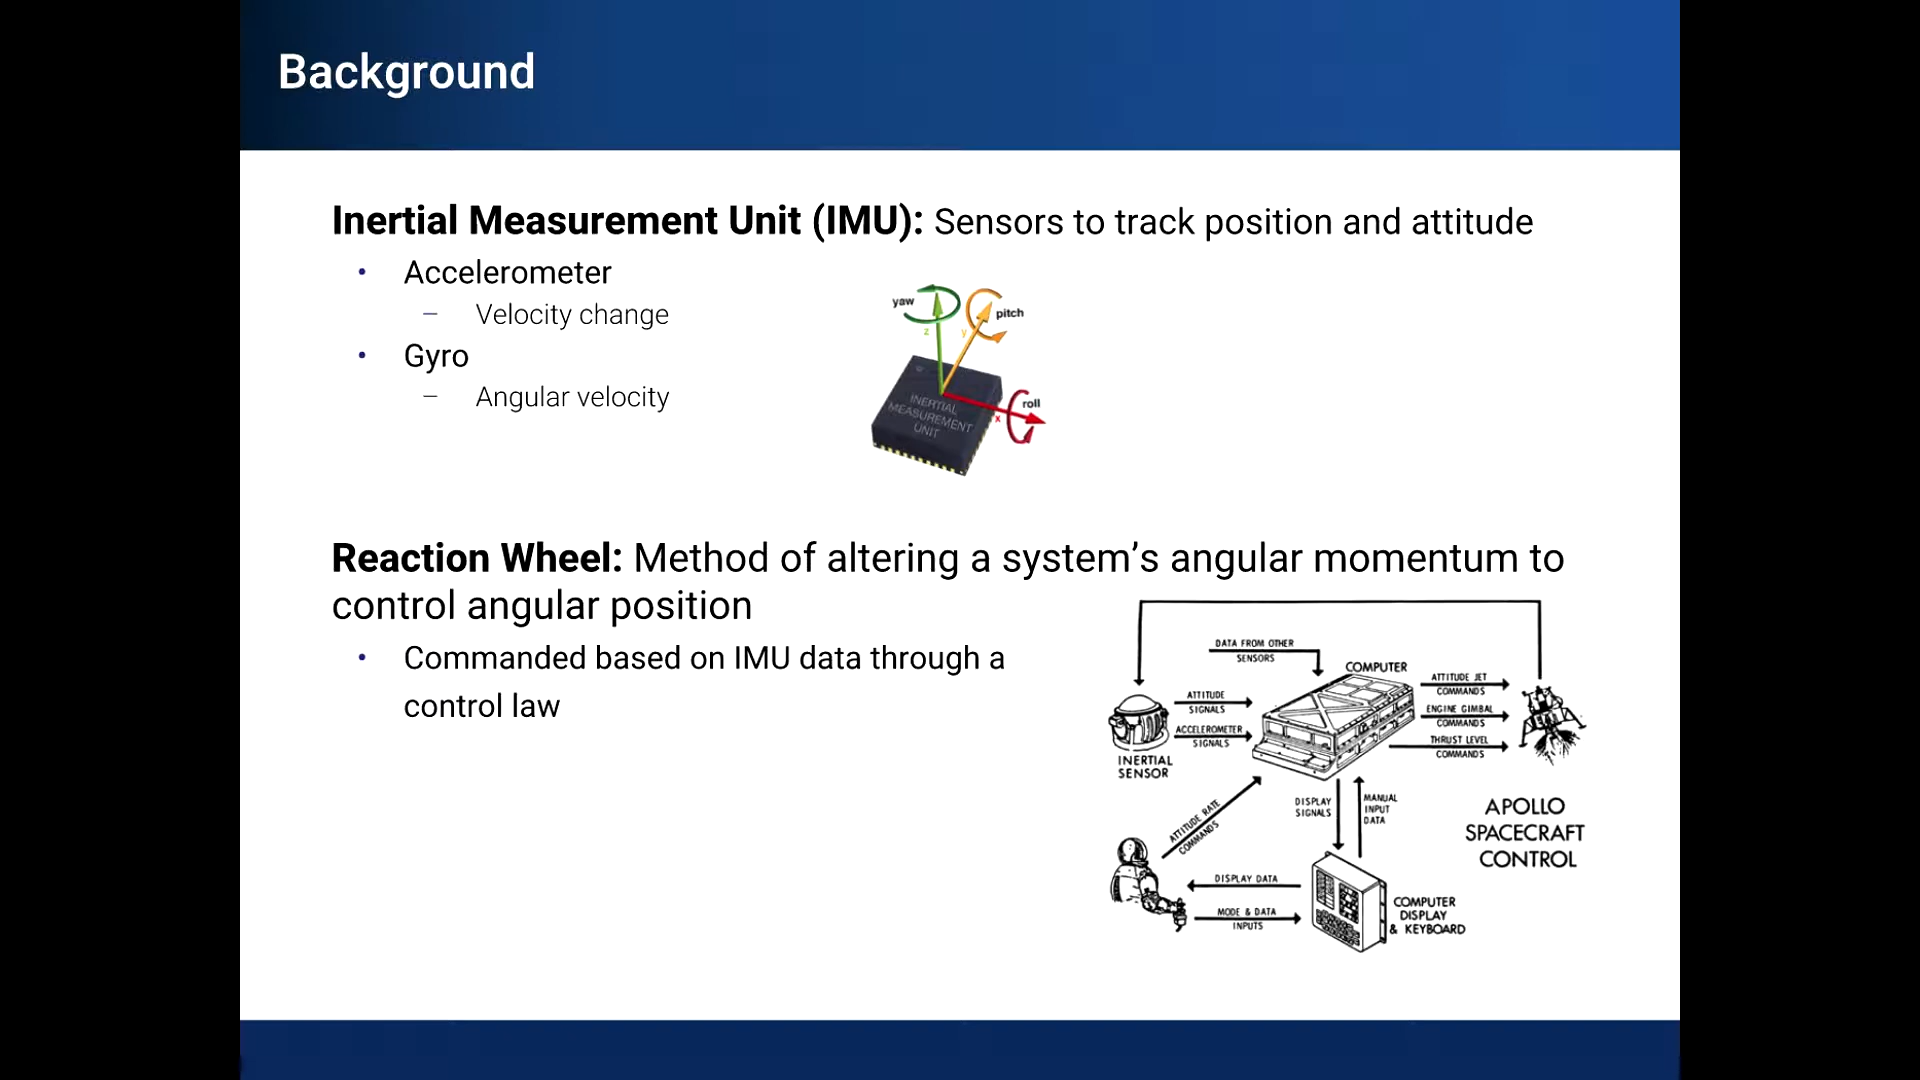 Background
Inertial Measurement Unit (IMU): Sensors to track position and attitude
• Accelerometer
– Velocity change
• Gyro
– Angular velocity
yaw
pitch
z
y
roll
x
INERTIAL
MEASUREMENT
UNIT
Reaction Wheel: Method of altering a system’s angular momentum to
control angular position
• Commanded based on IMU data through a
control law
DATA FROM OTHER
SENSORS
COMPUTER
ATTITUDE
SIGNALS
ACCELEROMETER
SIGNALS
INERTIAL
SENSOR
ATTITUDE JET
COMMANDS
ENGINE GIMBAL
COMMANDS
THRUST LEVEL
COMMANDS
ATTITUDE RATE
COMMANDS
DISPLAY
SIGNALS
MANUAL
INPUT
DATA
APOLLO
SPACECRAFT
CONTROL
DISPLAY DATA
MODE & DATA
INPUTS
COMPUTER
DISPLAY
& KEYBOARD